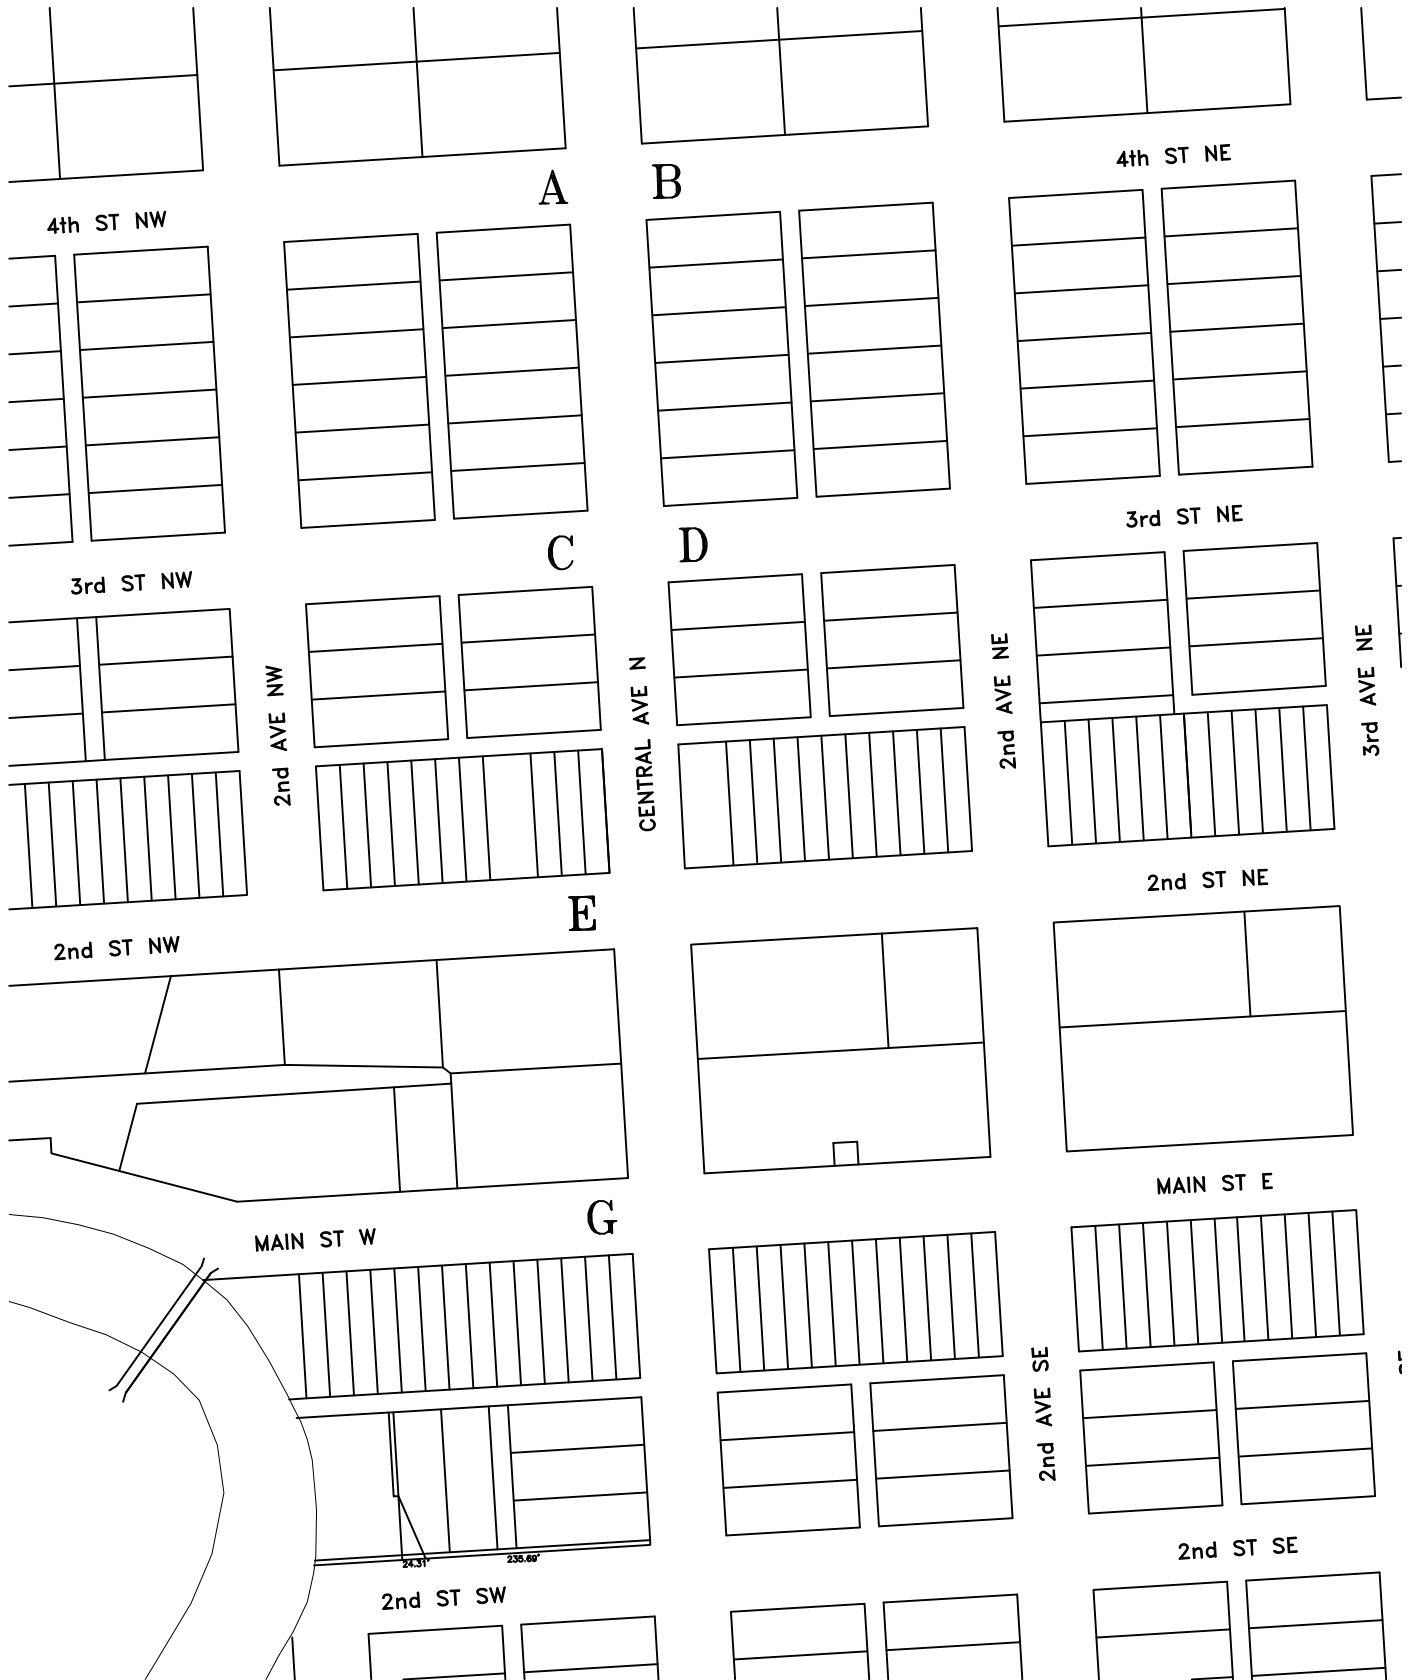 4th ST NE
A
B
4th ST NW
3rd ST NE
C
D
3rd ST NW
2nd AVE NW
CENTRAL AVE N
2nd AVE NE
3rd AVE NE
2nd ST NE
E
2nd ST NW
MAIN ST E
G
MAIN ST W
2nd AVE SE
2nd ST SE
24.31'
235.69'
2nd ST SW